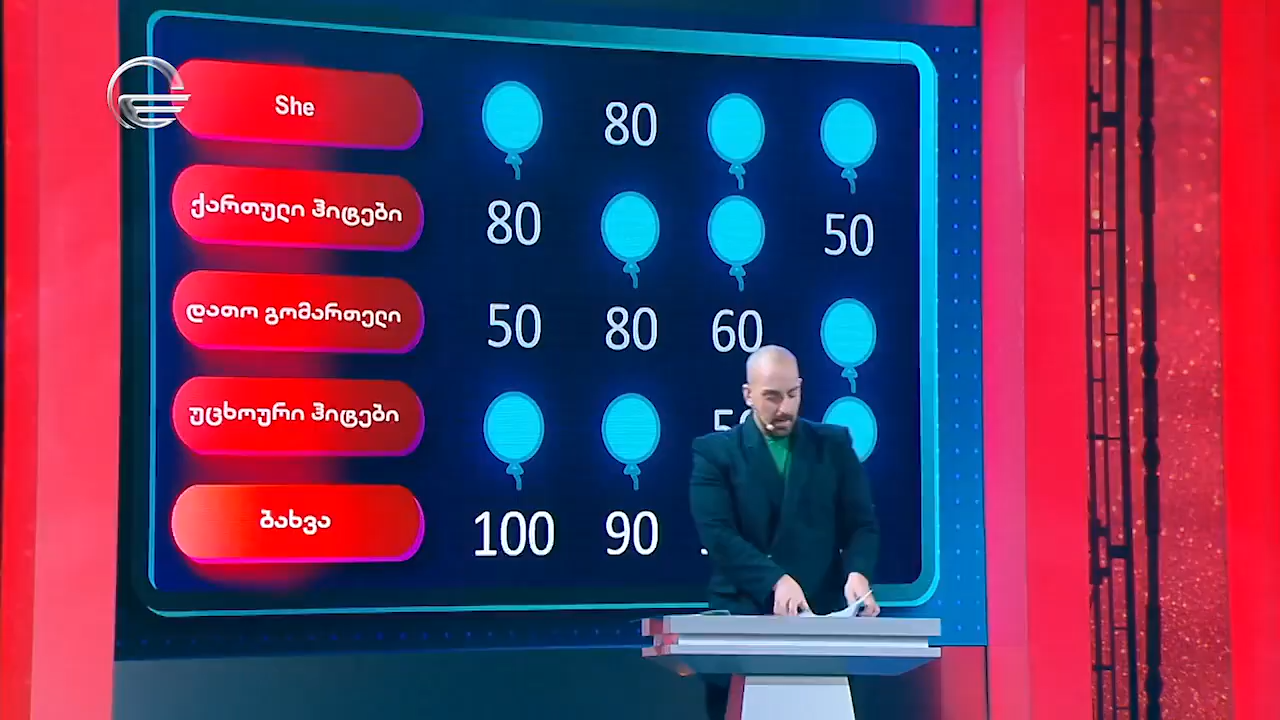 She 80
ქართული ჰიტები 80 50
დათო გომართელი 50 80 60
უცხოური ჰიტები
ბახვა 100 90